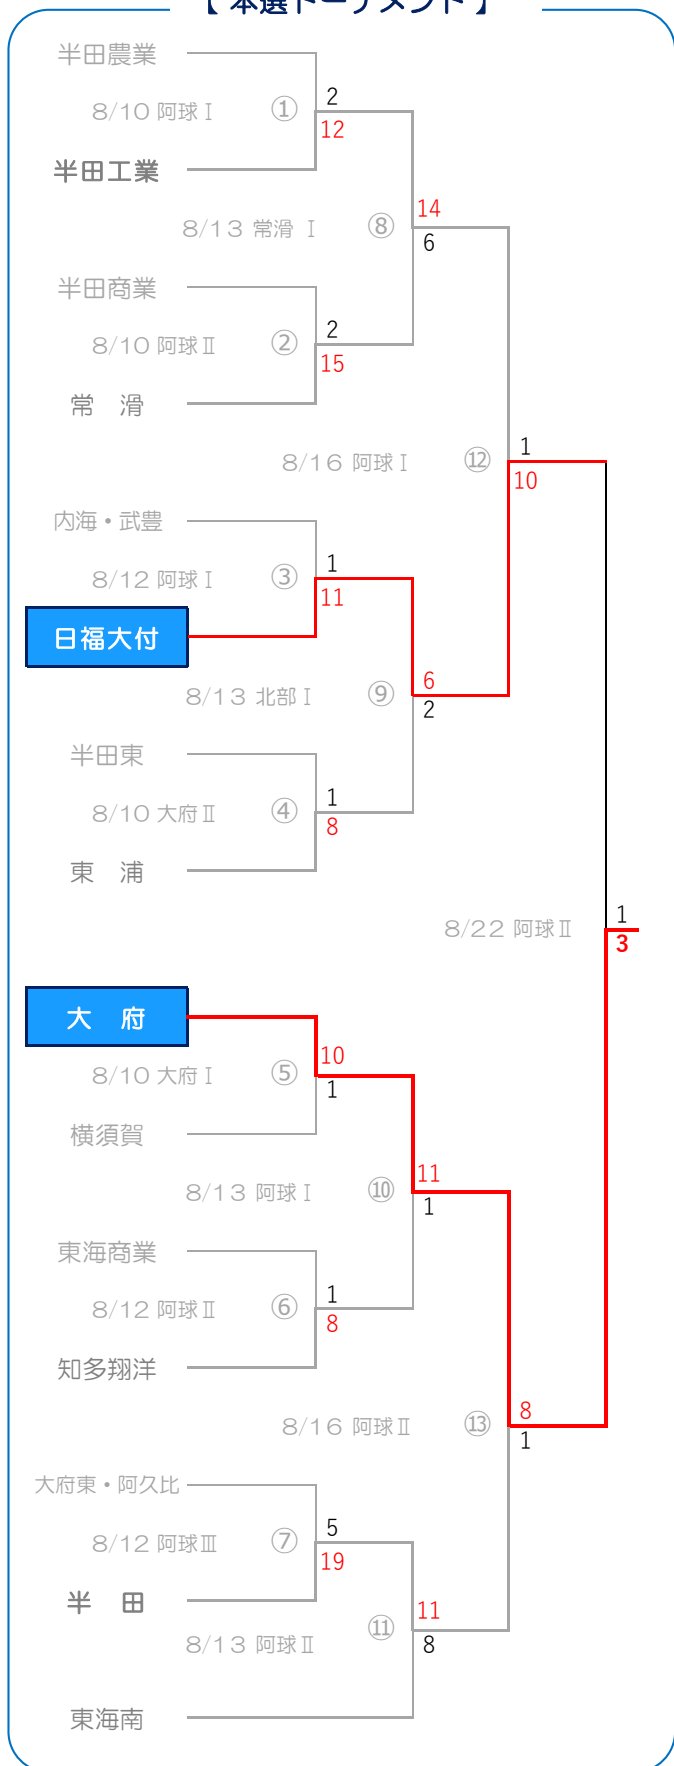 【 本選トーナメント 】
半田農業
2
8/10 阿球Ⅰ ①
12
半田工業
14
8/13 常滑 Ⅰ ⑧
6
半田商業
2
8/10 阿球Ⅱ ②
15
常 滑
1
8/16 阿球Ⅰ ⑫
10
内海・武豊
1
8/12 阿球Ⅰ ③
11
日福大付
6
8/13 北部Ⅰ ⑨
2
半田東
1
8/10 大府Ⅱ ④
8
東 浦
1
8/22 阿球Ⅱ
3
大 府
10
8/10 大府Ⅰ ⑤
1
横須賀
11
8/13 阿球Ⅰ ⑩
1
東海商業
1
8/12 阿球Ⅱ ⑥
8
知多翔洋
8
8/16 阿球Ⅱ ⑬
1
大府東・阿久比
5
8/12 阿球Ⅲ ⑦
19
半 田
11
8/13 阿球Ⅱ ⑪
8
東海南